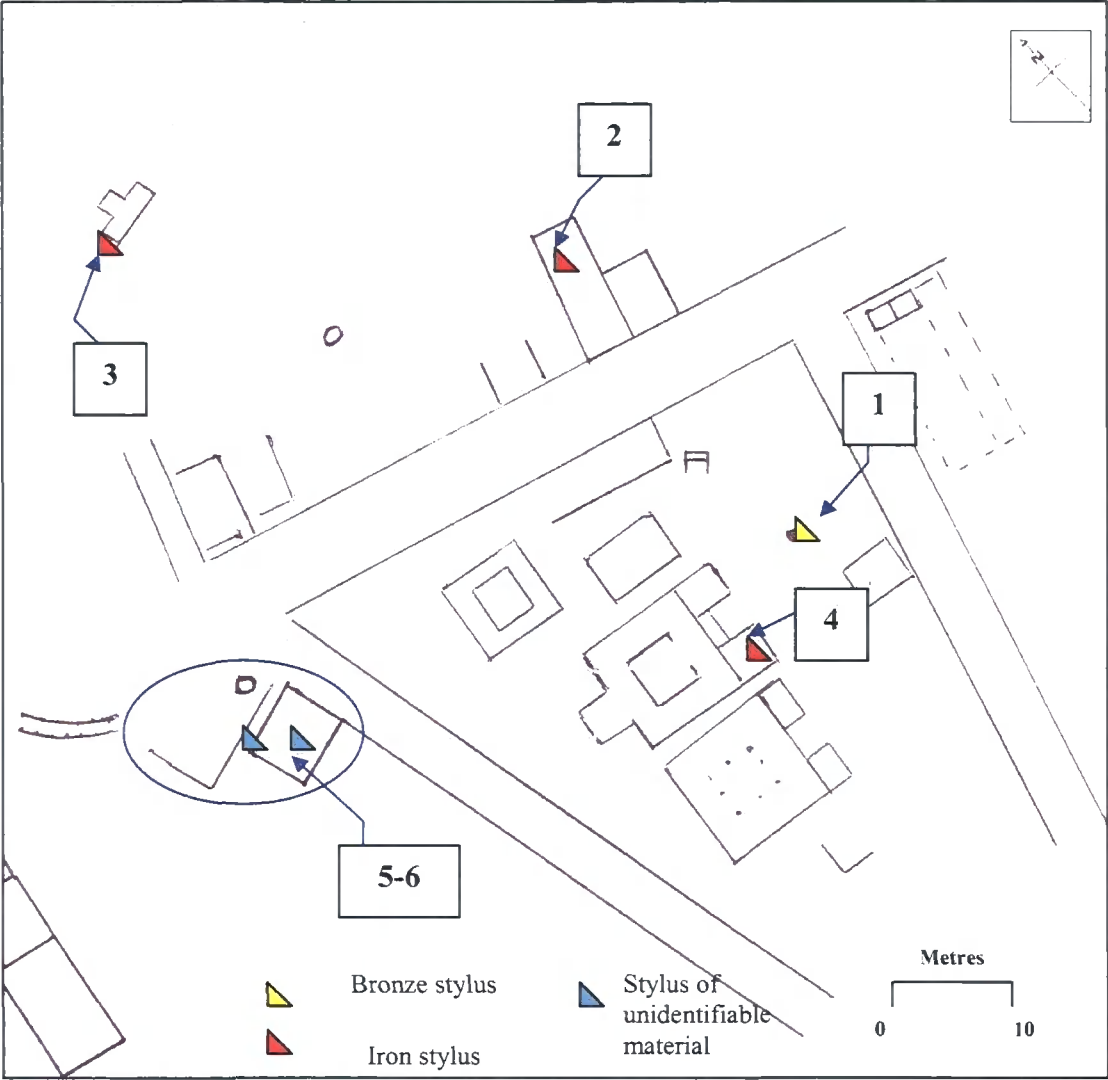 N
2
3
1
4
5-6
Metres
0 10
Bronze stylus
Iron stylus
Stylus of
unidentifiable
material